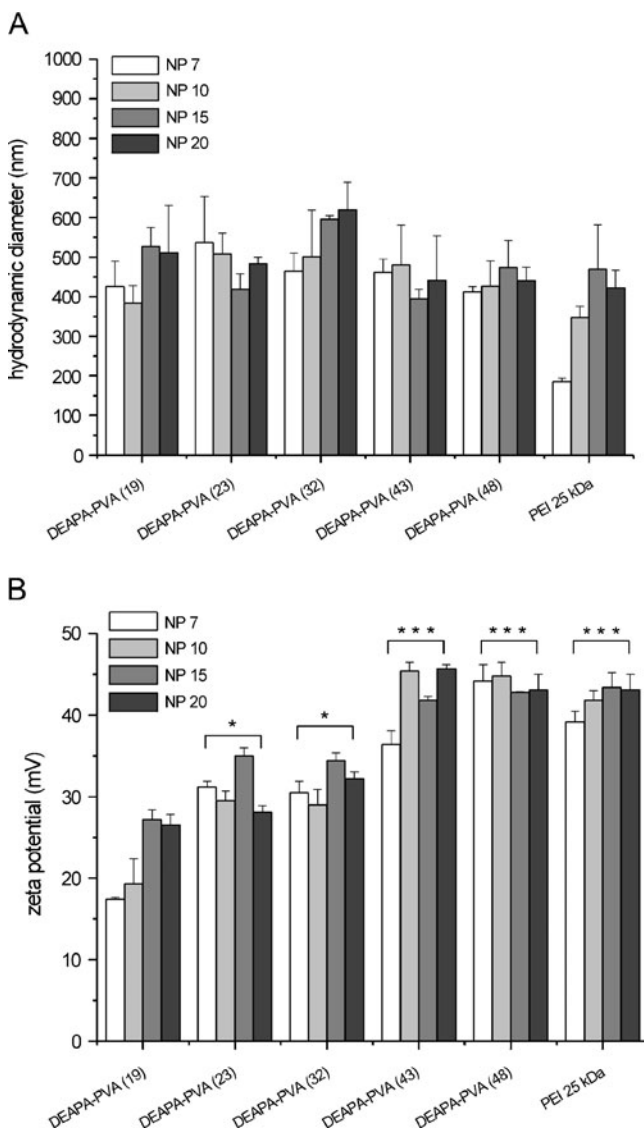 A
hydrodynamic diameter (nm)
1000
900
800
700
600
500
400
300
200
100
0
NP 7
NP 10
NP 15
NP 20
DEAPA-PVA (19)
DEAPA-PVA (23)
DEAPA-PVA (32)
DEAPA-PVA (43)
DEAPA-PVA (48)
PEI 25 kDa
B
zeta potential (mV)
50
40
30
20
10
0
NP 7
NP 10
NP 15
NP 20
*
*
***
***
***
DEAPA-PVA (19)
DEAPA-PVA (23)
DEAPA-PVA (32)
DEAPA-PVA (43)
DEAPA-PVA (48)
PEI 25 kDa